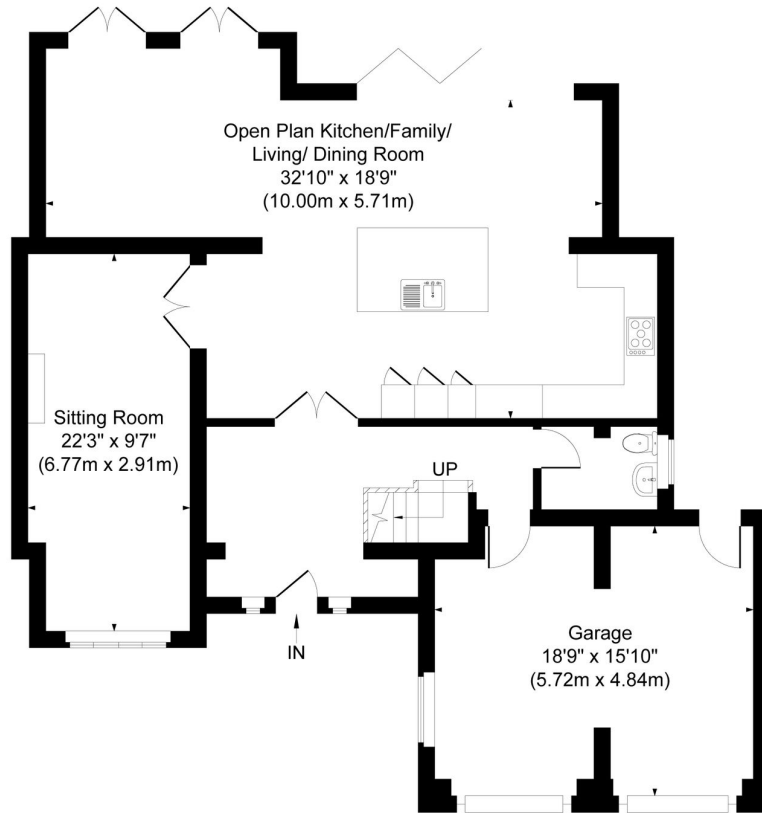 Open Plan Kitchen/Family/
Living/ Dining Room
32'10" x 18'9"
(10.00m x 5.71m)
Sitting Room
22'3" x 9'7"
(6.77m x 2.91m)
UP
IN
Garage
18'9" x 15'10"
(5.72m x 4.84m)